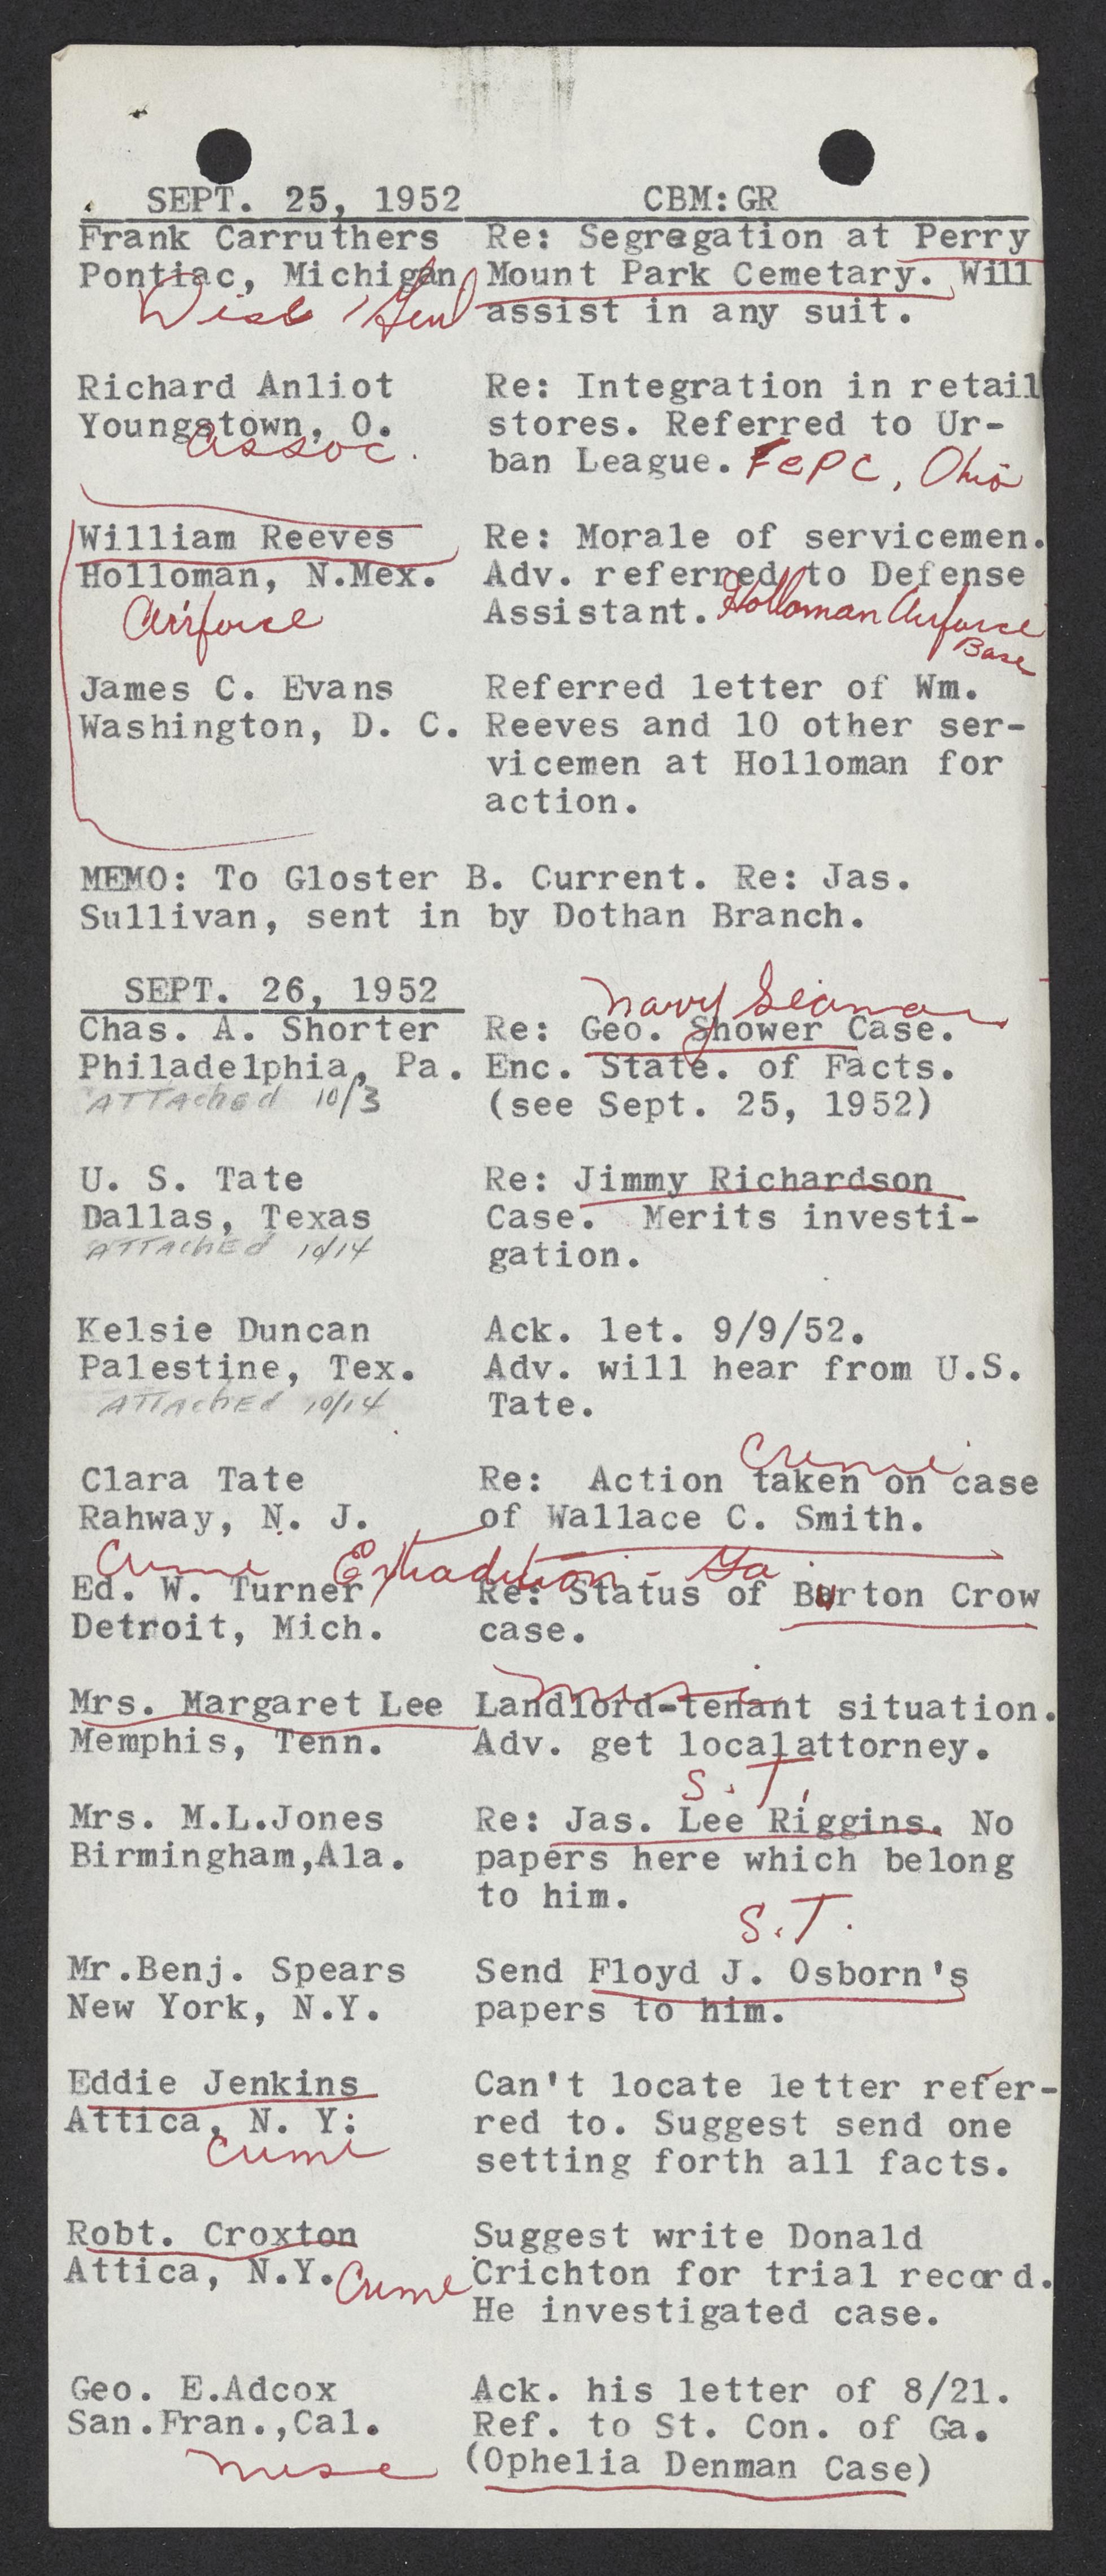 SEPT. 25, 1952 CBM:GR
Frank Carruthers Re: Segregation at Perry
Pontiac, Michigan Mount Park Cemetary. Will
Disc Gen assist in any suit.
Richard Anliot Re: Integration in retail
Youngstown, O. stores. Referred to Ur-
assoc. ban League. FEPC, Ohio
William Reeves Re: Morale of servicemen.
Holloman, N.Mex. Adv. referred to Defense
Airforce Assistant. Holloman Airforce
Base
James C. Evans Referred letter of Wm.
Washington, D. C. Reeves and 10 other ser-
vicemen at Holloman for
action.
MEMO: To Gloster B. Current. Re: Jas.
Sullivan, sent in by Dothan Branch.
SEPT. 26, 1952 Navy Seaman
Chas. A. Shorter Re: Geo. Shower Case.
Philadelphia, Pa. Enc. State. of Facts.
ATTAChEd 10/3 (see Sept. 25, 1952)
U. S. Tate Re: Jimmy Richardson
Dallas, Texas Case. Merits investi-
ATTAChEd 10/14 gation.
Kelsie Duncan Ack. let. 9/9/52.
Palestine, Tex. Adv. will hear from U.S.
ATTAChEd 10/14 Tate.
Crime
Clara Tate Re: Action taken on case
Rahway, N. J. of Wallace C. Smith.
Crime Extradition - Ga
Ed. W. Turner Re: Status of Burton Crow
Detroit, Mich. case.
Misc
Mrs. Margaret Lee Landlord-tenant situation.
Memphis, Tenn. Adv. get localattorney.
S.T.
Mrs. M.L.Jones Re: Jas. Lee Riggins. No
Birmingham,Ala. papers here which belong
to him.
S.T.
Mr.Benj. Spears Send Floyd J. Osborn's
New York, N.Y. papers to him.
Eddie Jenkins Can't locate letter refer-
Attica, N. Y: red to. Suggest send one
Crime setting forth all facts.
Robt. Croxton Suggest write Donald
Attica, N.Y. Crime Crichton for trial record.
He investigated case.
Geo. E.Adcox Ack. his letter of 8/21.
San.Fran.,Cal. Ref. to St. Con. of Ga.
Misc (Ophelia Denman Case)